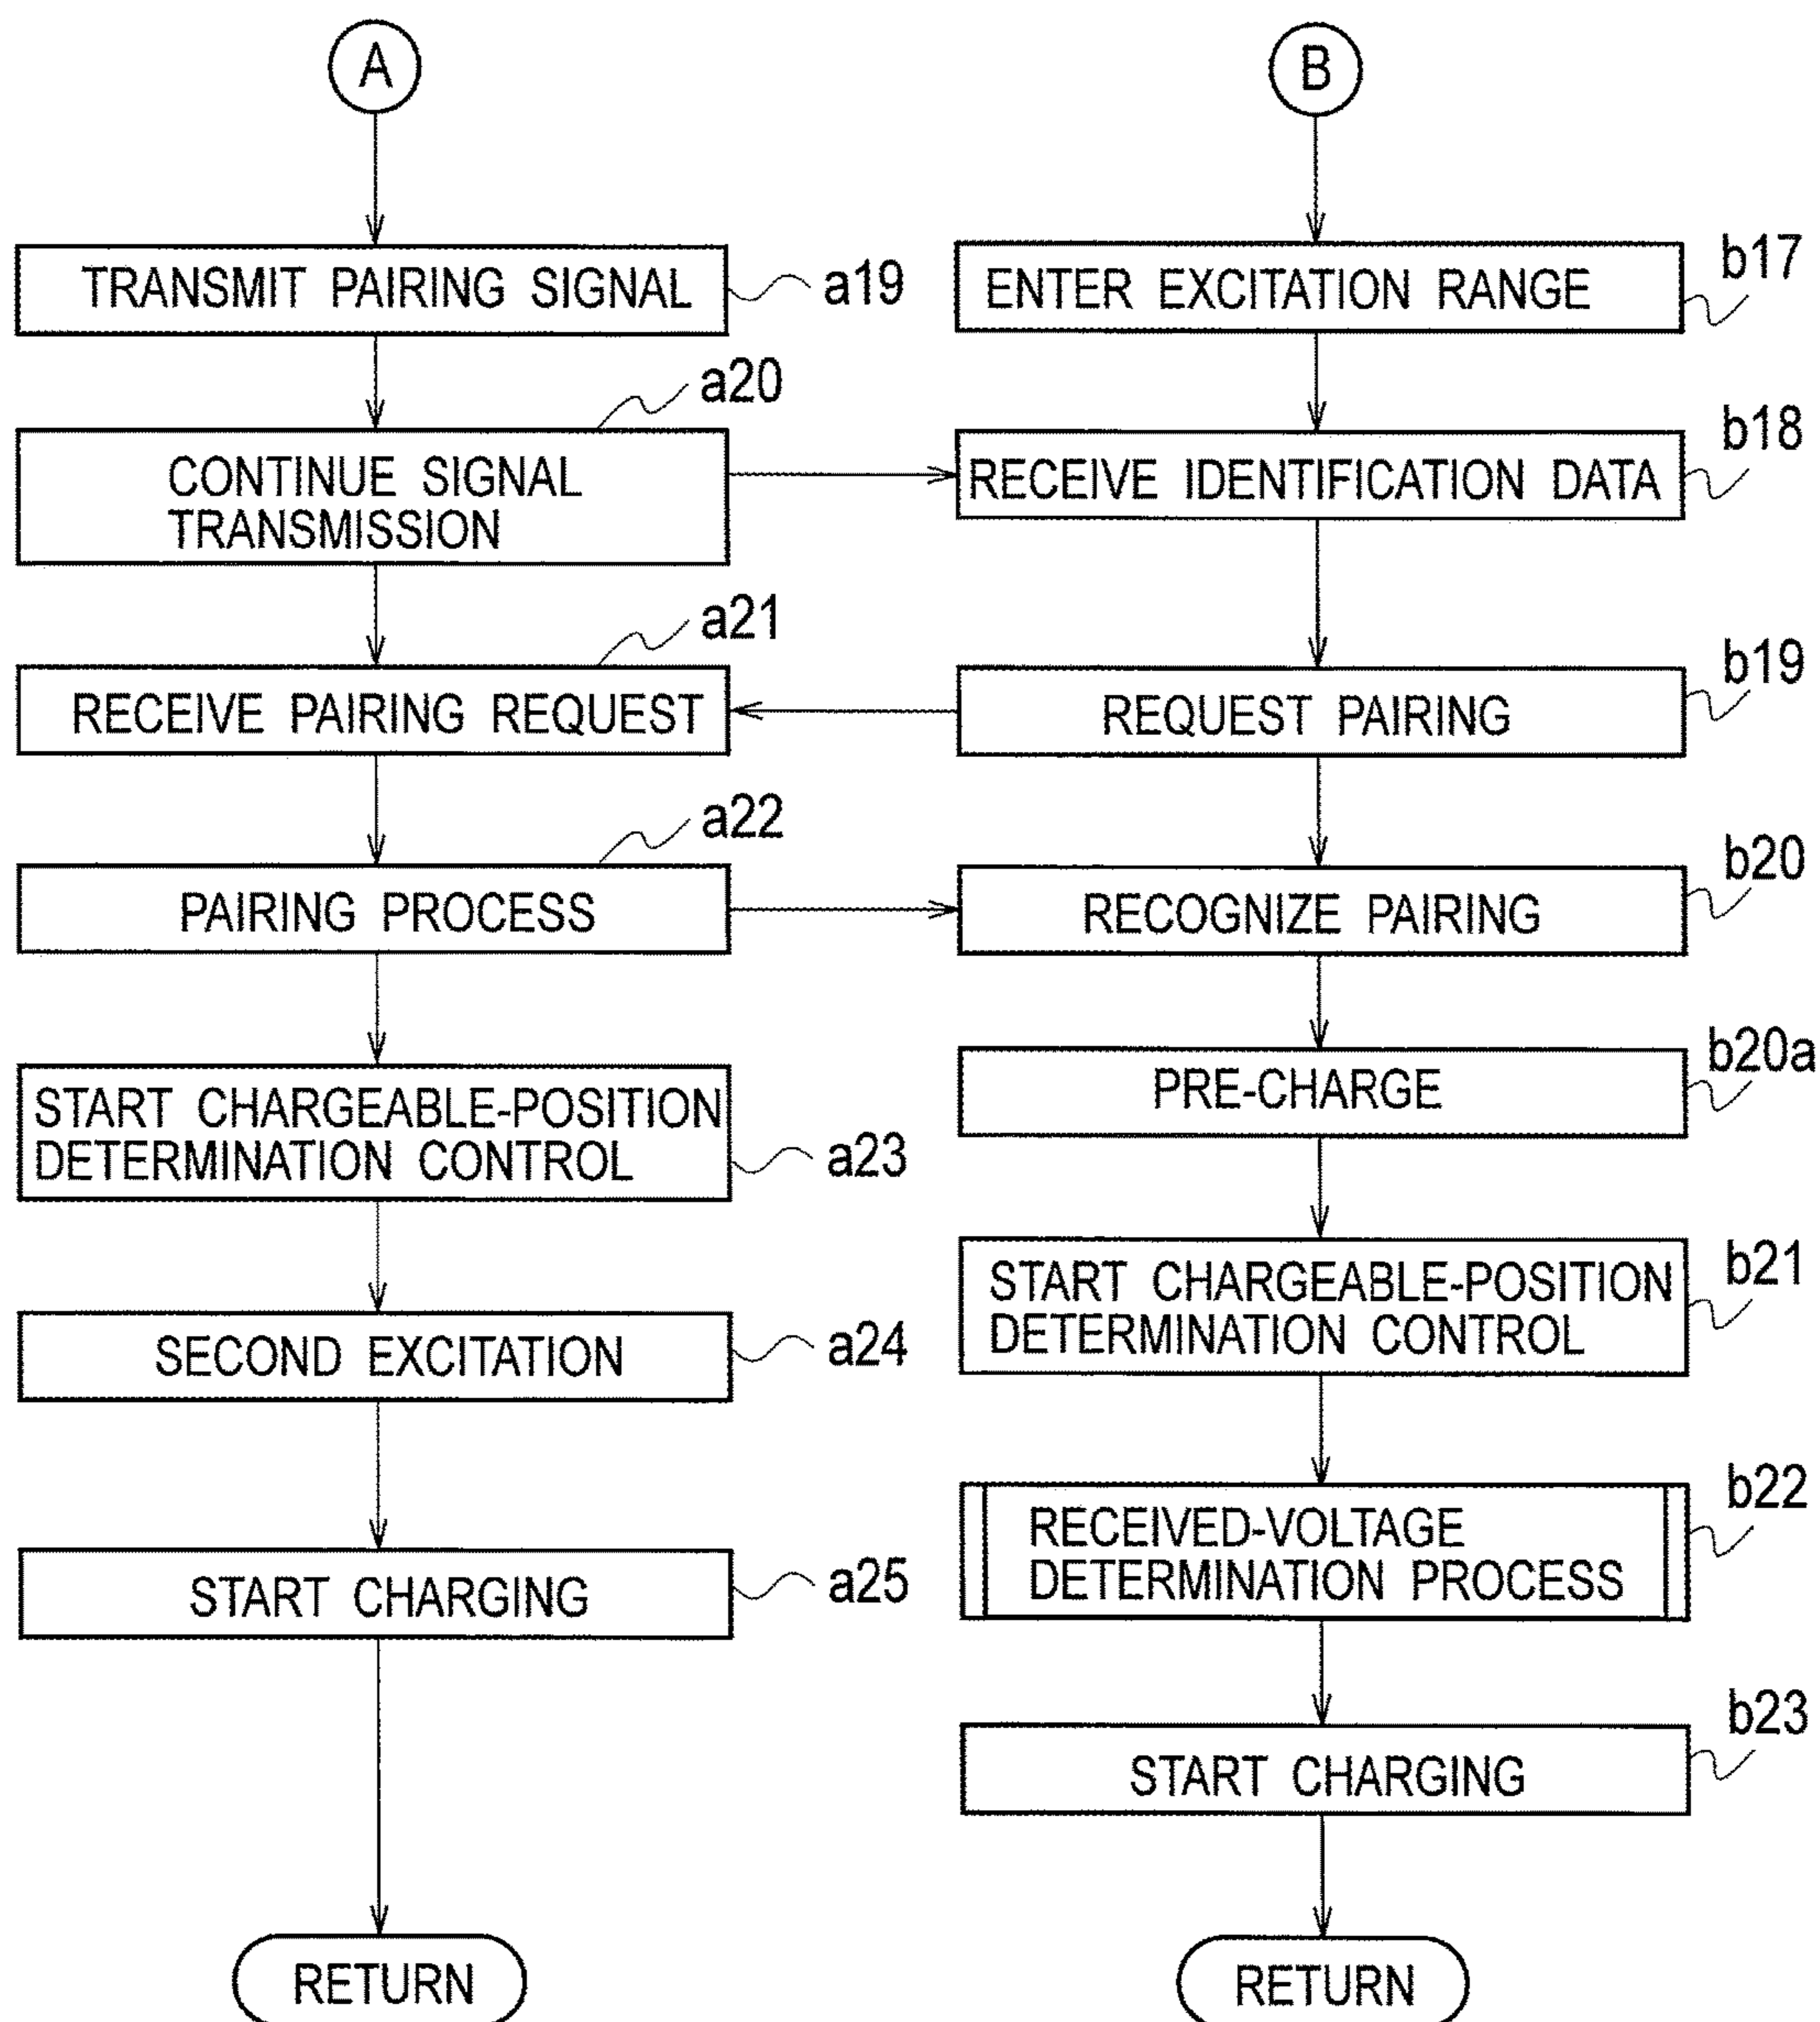 A
TRANSMIT PAIRING SIGNAL
a19
a20
CONTINUE SIGNAL
TRANSMISSION
a21
RECEIVE PAIRING REQUEST
a22
PAIRING PROCESS
START CHARGEABLE-POSITION
DETERMINATION CONTROL
a23
SECOND EXCITATION
a24
START CHARGING
a25
RETURN
B
ENTER EXCITATION RANGE
b17
RECEIVE IDENTIFICATION DATA
b18
REQUEST PAIRING
b19
RECOGNIZE PAIRING
b20
PRE-CHARGE
b20a
START CHARGEABLE-POSITION
DETERMINATION CONTROL
b21
RECEIVED-VOLTAGE
DETERMINATION PROCESS
b22
START CHARGING
b23
RETURN